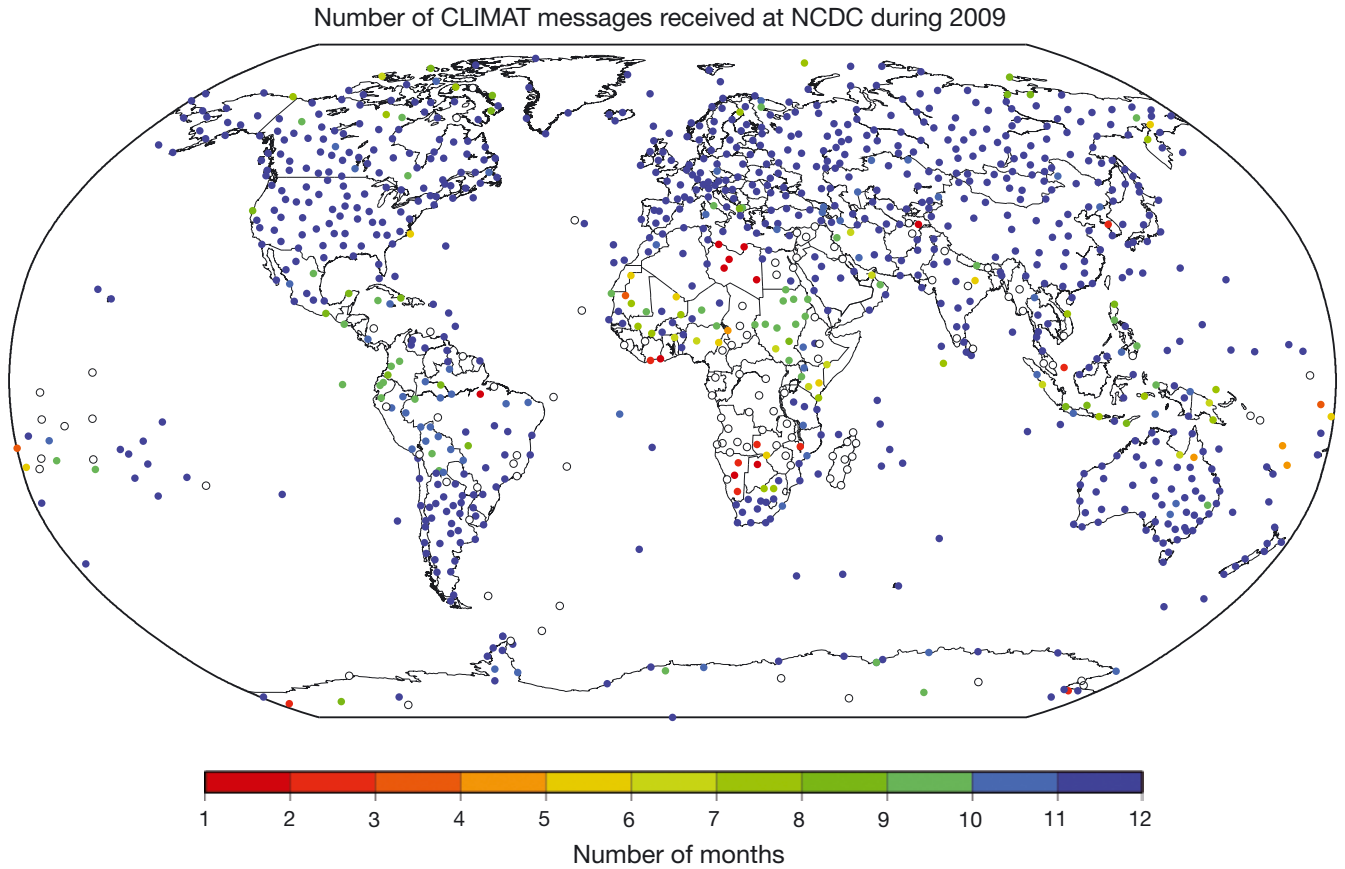 Number of CLIMAT messages received at NCDC during 2009
1 2 3 4 5 6 7 8 9 10 11 12
Number of months